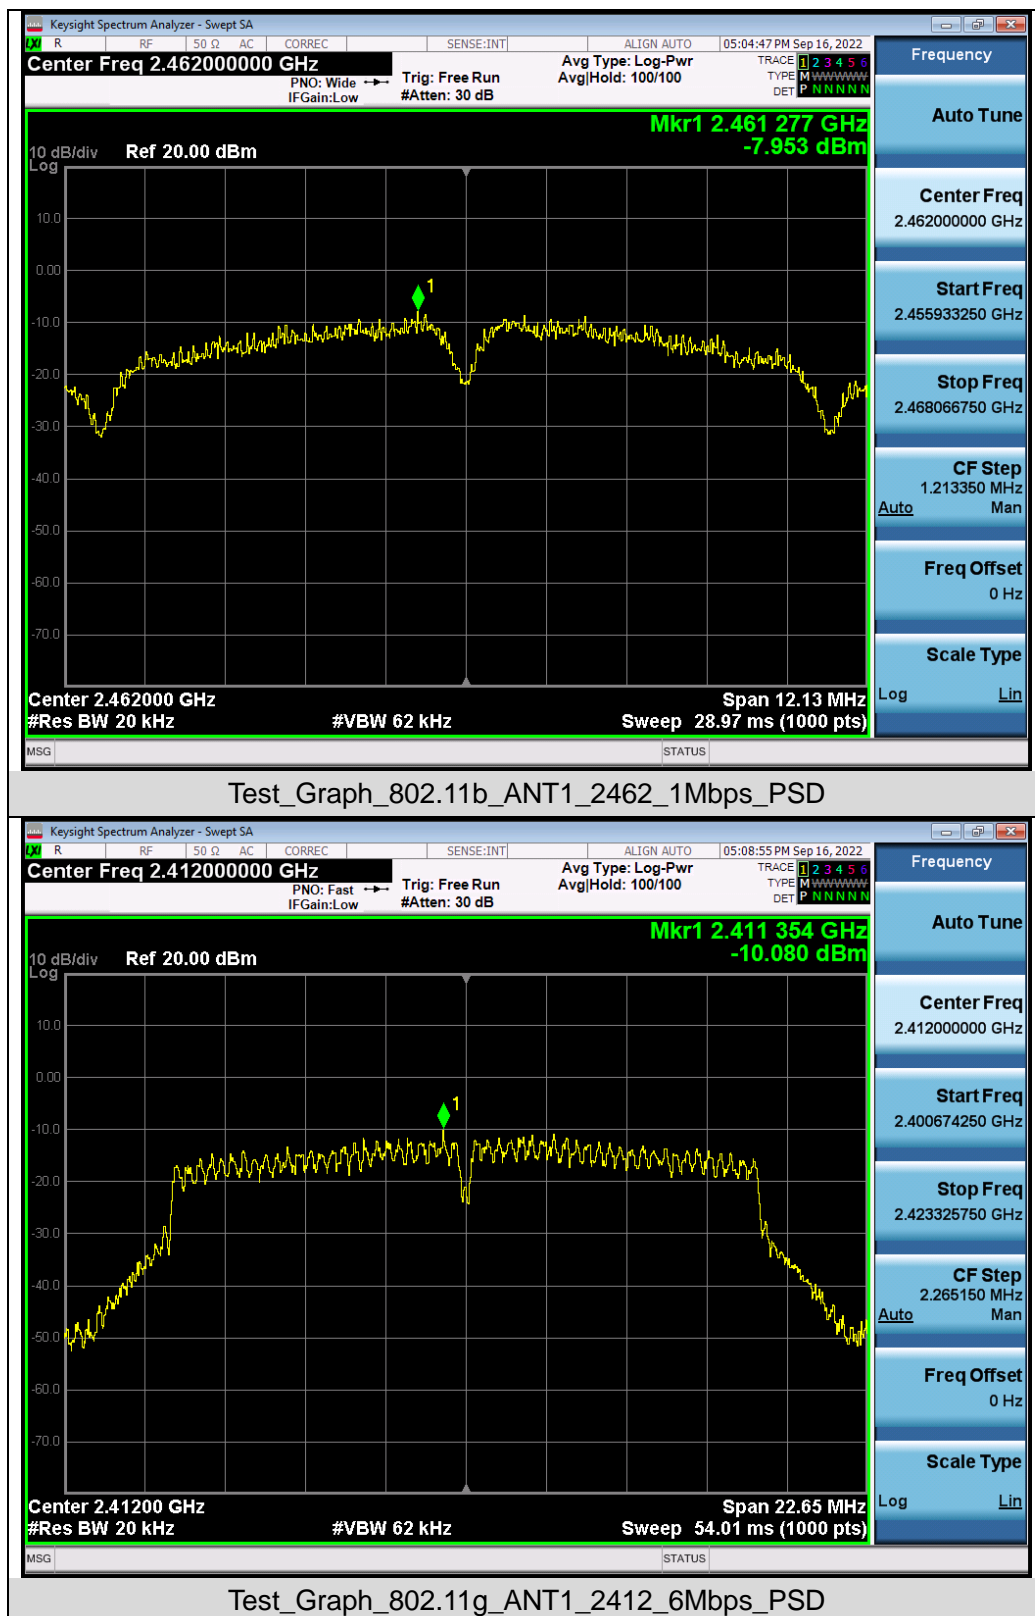 Keysight Spectrum Analyzer - Swept SA
LXI R RF 50 Ω AC CORREC SENSE:INT ALIGN AUTO 05:04:47 PM Sep 16, 2022
Center Freq 2.462000000 GHz
PNO: Wide
IFGain:Low
Trig: Free Run
#Atten: 30 dB
Avg Type: Log-Pwr
Avg|Hold: 100/100
TRACE 1 2 3 4 5 6
TYPE M WWWWW
DET P N N N N N
Mkr1 2.461 277 GHz
-7.953 dBm
10 dB/div Ref 20.00 dBm
Log
10.0
0.00
-10.0
-20.0
-30.0
-40.0
-50.0
-60.0
-70.0
1
Center 2.462000 GHz Span 12.13 MHz
#Res BW 20 kHz #VBW 62 kHz Sweep 28.97 ms (1000 pts)
MSG STATUS
Frequency
Auto Tune
Center Freq
2.462000000 GHz
Start Freq
2.455933250 GHz
Stop Freq
2.468066750 GHz
CF Step
1.213350 MHz
Auto Man
Freq Offset
0 Hz
Scale Type
Log Lin
Test_Graph_802.11b_ANT1_2462_1Mbps_PSD
Keysight Spectrum Analyzer - Swept SA
LXI R RF 50 Ω AC CORREC SENSE:INT ALIGN AUTO 05:08:55 PM Sep 16, 2022
Center Freq 2.412000000 GHz
PNO: Fast
IFGain:Low
Trig: Free Run
#Atten: 30 dB
Avg Type: Log-Pwr
Avg|Hold: 100/100
TRACE 1 2 3 4 5 6
TYPE M WWWWW
DET P N N N N N
Mkr1 2.411 354 GHz
-10.080 dBm
10 dB/div Ref 20.00 dBm
Log
10.0
0.00
-10.0
-20.0
-30.0
-40.0
-50.0
-60.0
-70.0
1
Center 2.41200 GHz Span 22.65 MHz
#Res BW 20 kHz #VBW 62 kHz Sweep 54.01 ms (1000 pts)
MSG STATUS
Frequency
Auto Tune
Center Freq
2.412000000 GHz
Start Freq
2.400674250 GHz
Stop Freq
2.423325750 GHz
CF Step
2.265150 MHz
Auto Man
Freq Offset
0 Hz
Scale Type
Log Lin
Test_Graph_802.11g_ANT1_2412_6Mbps_PSD